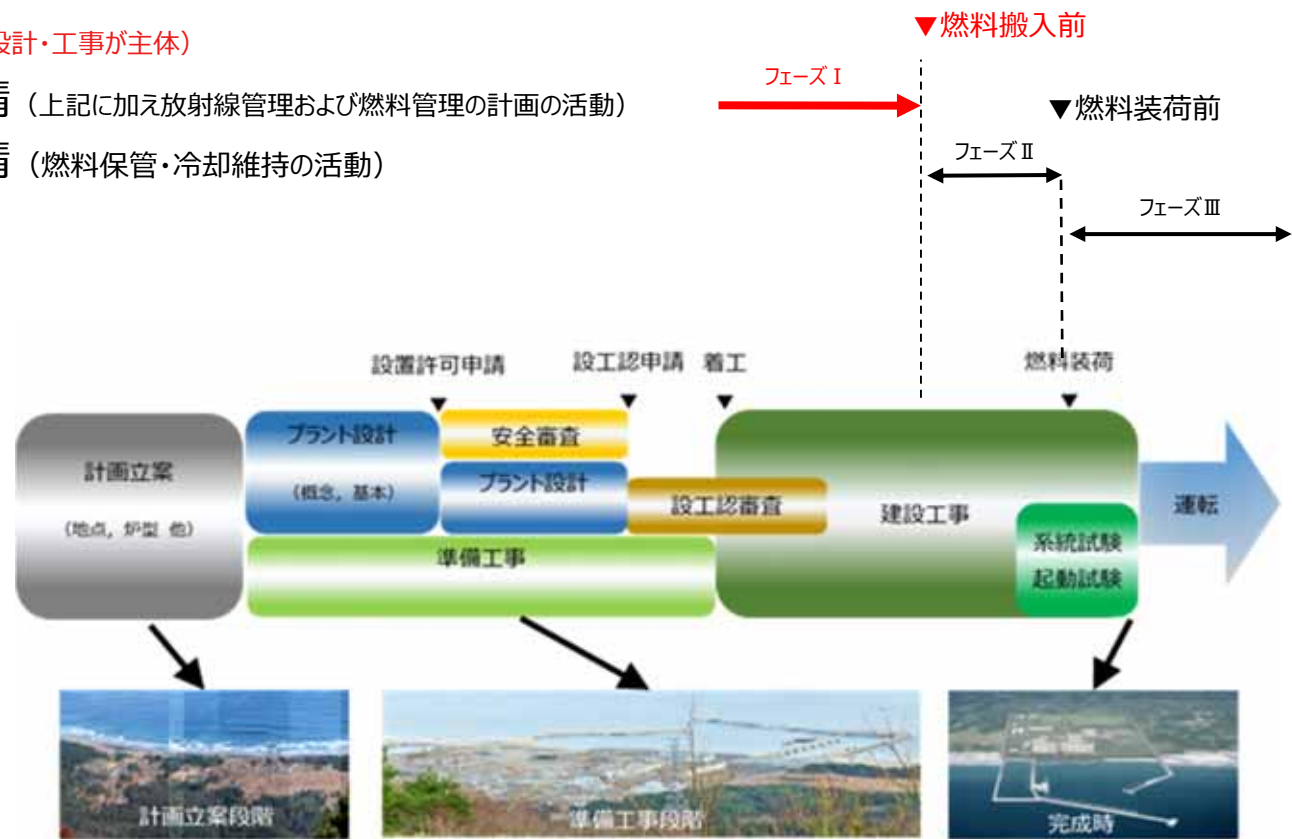 ▼燃料搬入前
設計・工事が主体）
フェーズⅠ
（上記に加え放射線管理および燃料管理の計画の活動）
▼燃料装荷前
（燃料保管・冷却維持の活動）
フェーズⅡ
フェーズⅢ
設置許可申請
設工認申請
着工
燃料装荷
▼
▼
▼
▼
計画立案
（地点，炉型 他）
プラント設計
（概念，基本）
安全審査
プラント設計
設工認審査
準備工事
建設工事
系統試験
起動試験
運転
計画立案段階
準備工事段階
完成時